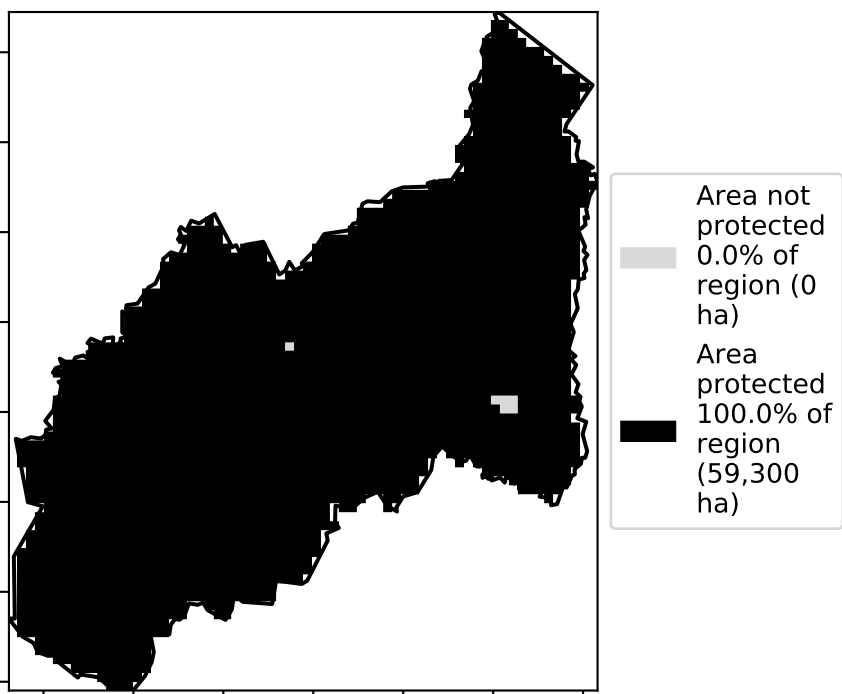 Area not
protected
0.0% of
region (0
ha)
Area
protected
100.0% of
region
(59,300
ha)